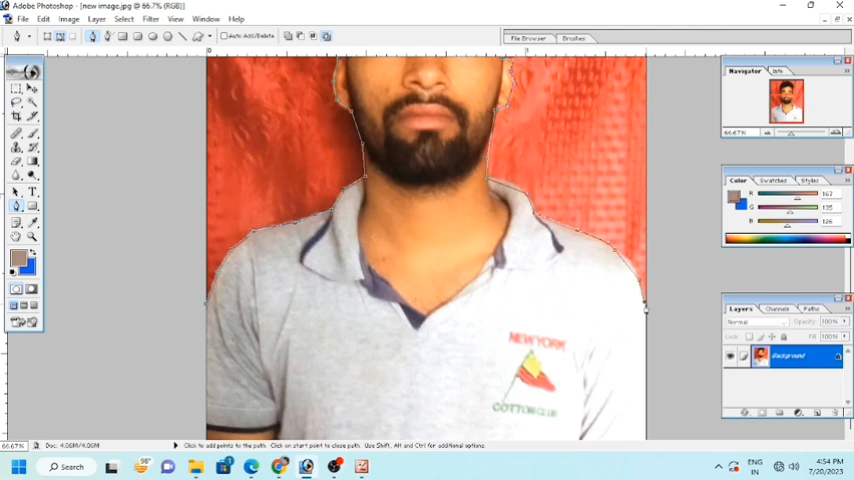 Adobe Photoshop - [new image.jpg @ 66.7% (RGB)]
File Edit Image Layer Select Filter View Window Help
Auto Add/Delete
File Browser Brushes
0 1
Navigator Info
66.67%
Color Swatches Styles
R 167
G 135
B 126
NEW YORK
COTTON CLUB
Layers Channels Paths
Normal Opacity: 100%
Lock: Fill: 100%
Background
66.67% Doc: 4.06M/4.06M Click to add points to the path. Click on start point to close path. Use Shift, Alt, and Ctrl for additional options.
Search 98° ENG IN 4:54 PM 7/20/2023